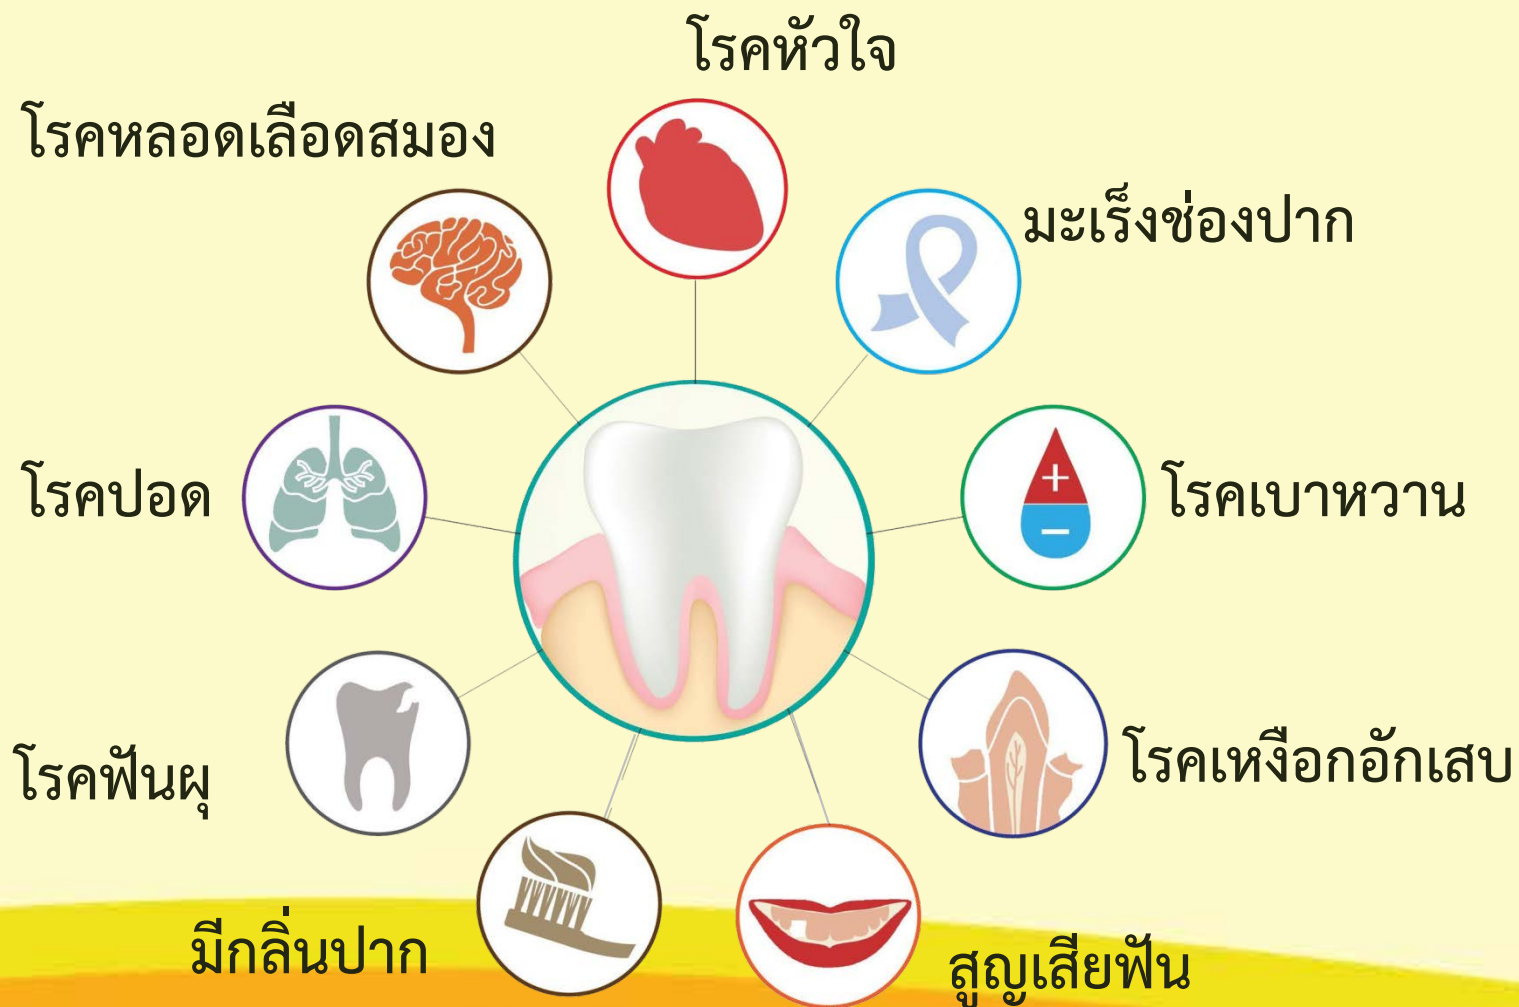 โรคหัวใจ
โรคหลอดเลือดสมอง
มะเร็งช่องปาก
โรคปอด
โรคเบาหวาน
โรคฟันผุ
โรคเหงือกอักเสบ
มีกลิ่นปาก
สูญเสียฟัน